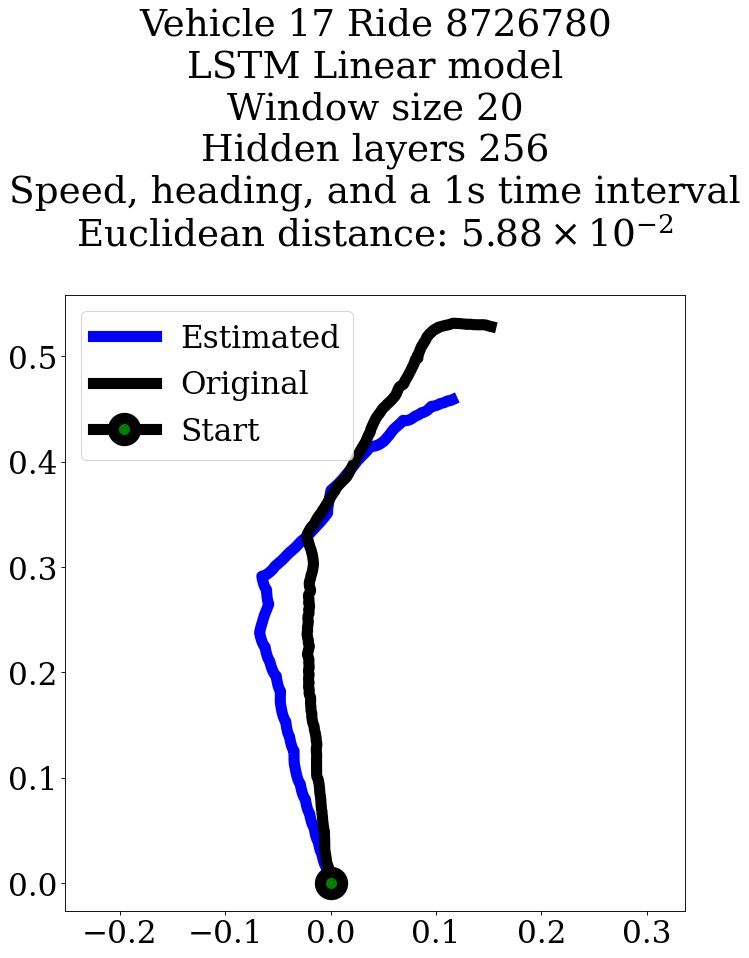 Vehicle 17 Ride 8726780
LSTM Linear model
Window size 20
Hidden layers 256
Speed, heading, and a 1s time interval
Euclidean distance: 5.88 × 10⁻²
Estimated
Original
Start
0.5
0.4
0.3
0.2
0.1
0.0
−0.2 −0.1 0.0 0.1 0.2 0.3